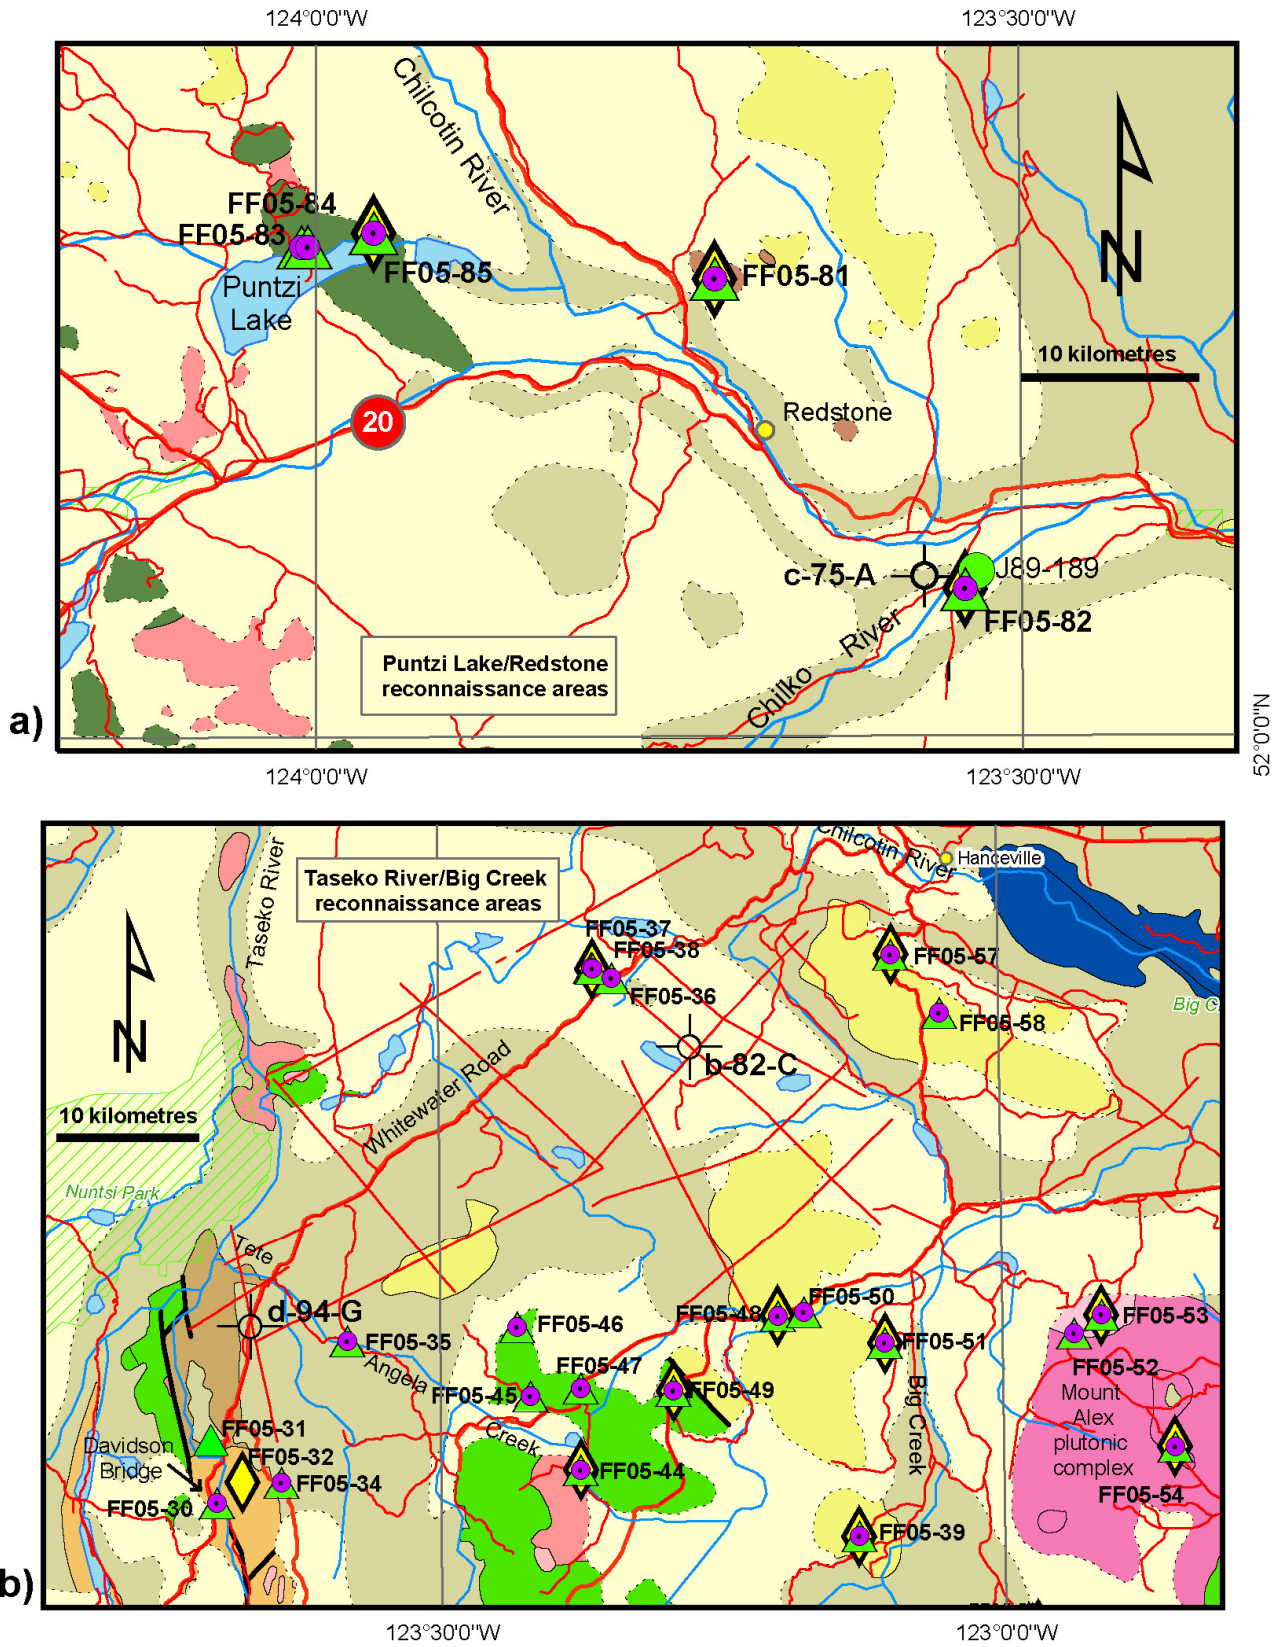 124°0'0"W
123°30'0"W
Chilcotin River
FF05-84
FF05-83
FF05-85
FF05-81
Puntzi
Lake
N
10 kilometres
20
Redstone
c-75-A
J89-189
FF05-82
Chilko River
Puntzi Lake/Redstone
reconnaissance areas
a)
52°0'0"N
124°0'0"W
123°30'0"W
Chilcotin River
Hanceville
Taseko River
Taseko River/Big Creek
reconnaissance areas
FF05-37
FF05-38
FF05-36
FF05-57
FF05-58
Big C
N
b-82-C
10 kilometres
Whitewater Road
Nuntsi Park
Tete
d-94-G
FF05-35
Angela
FF05-46
FF05-47
FF05-45
FF05-48
FF05-50
FF05-49
FF05-51
FF05-53
FF05-52
Mount
Alex
plutonic
complex
Big Creek
Creek
FF05-44
FF05-54
FF05-31
Davidson
Bridge
FF05-32
FF05-34
FF05-30
FF05-39
b)
123°30'0"W
123°0'0"W